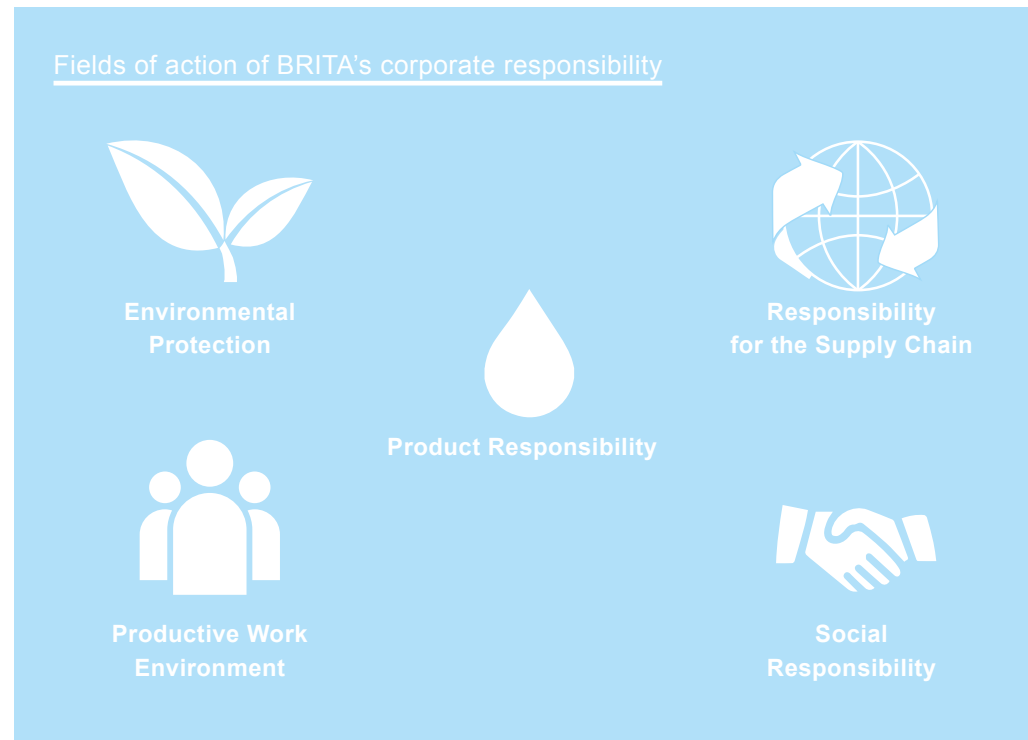 Fields of action of BRITA’s corporate responsibility
Environmental
Protection
Responsibility
for the Supply Chain
Product Responsibility
Productive Work
Environment
Social
Responsibility